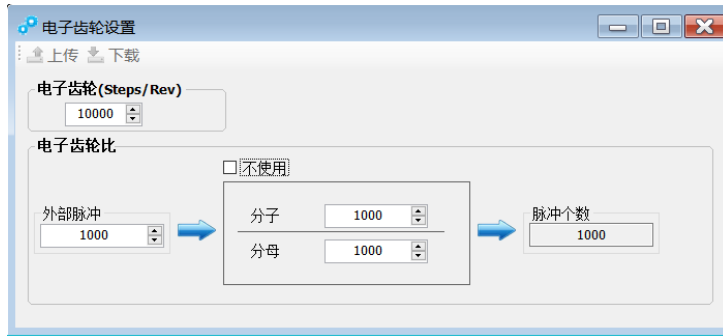 电子齿轮设置
上传 下载
电子齿轮(Steps/Rev)
10000
电子齿轮比
不使用
外部脉冲
1000
分子 1000
分母 1000
脉冲个数
1000